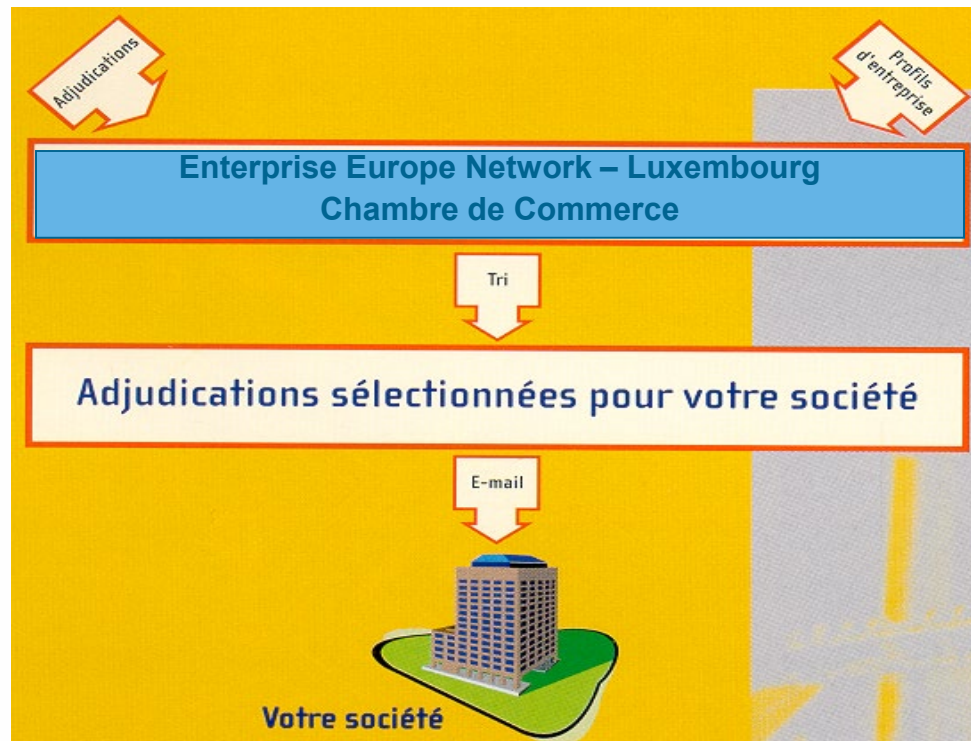 Adjudications
Profils
d'entreprise
Enterprise Europe Network – Luxembourg
Chambre de Commerce
Tri
Adjudications sélectionnées pour votre société
E-mail
Votre société